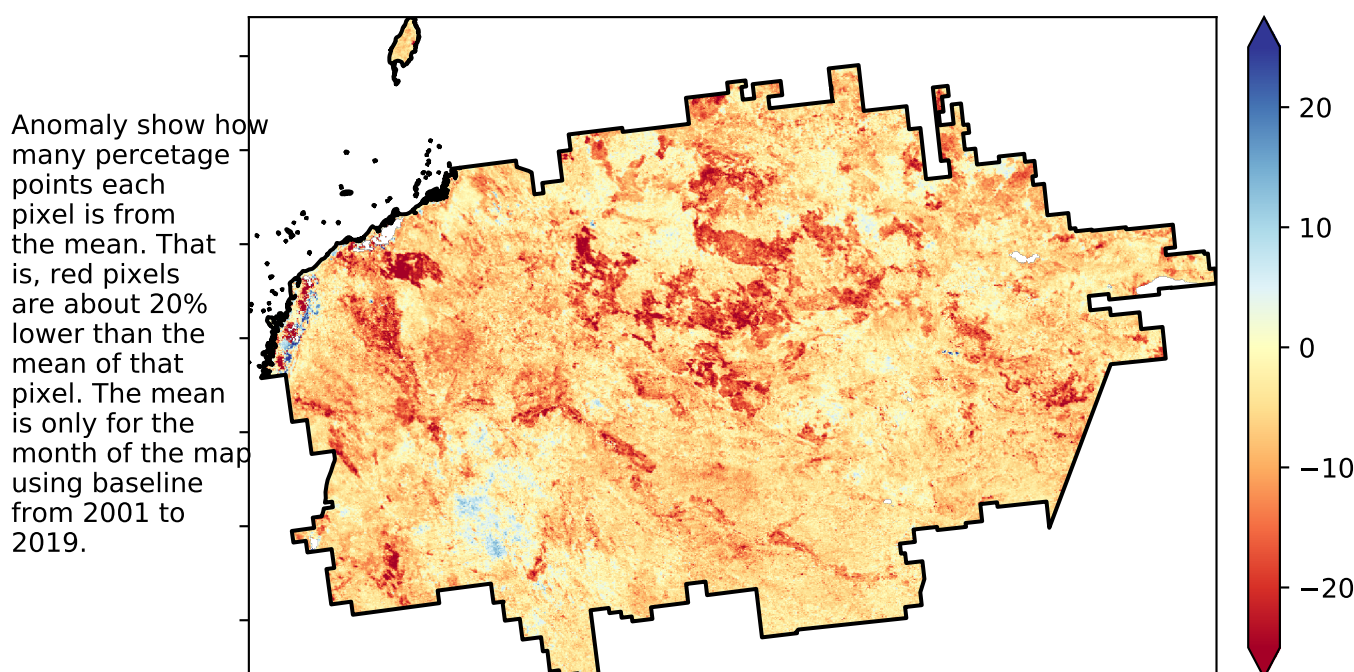 Anomaly show how
many percetage
points each
pixel is from
the mean. That
is, red pixels
are about 20%
lower than the
mean of that
pixel. The mean
is only for the
month of the map
using baseline
from 2001 to
2019.
20
10
0
−10
−20